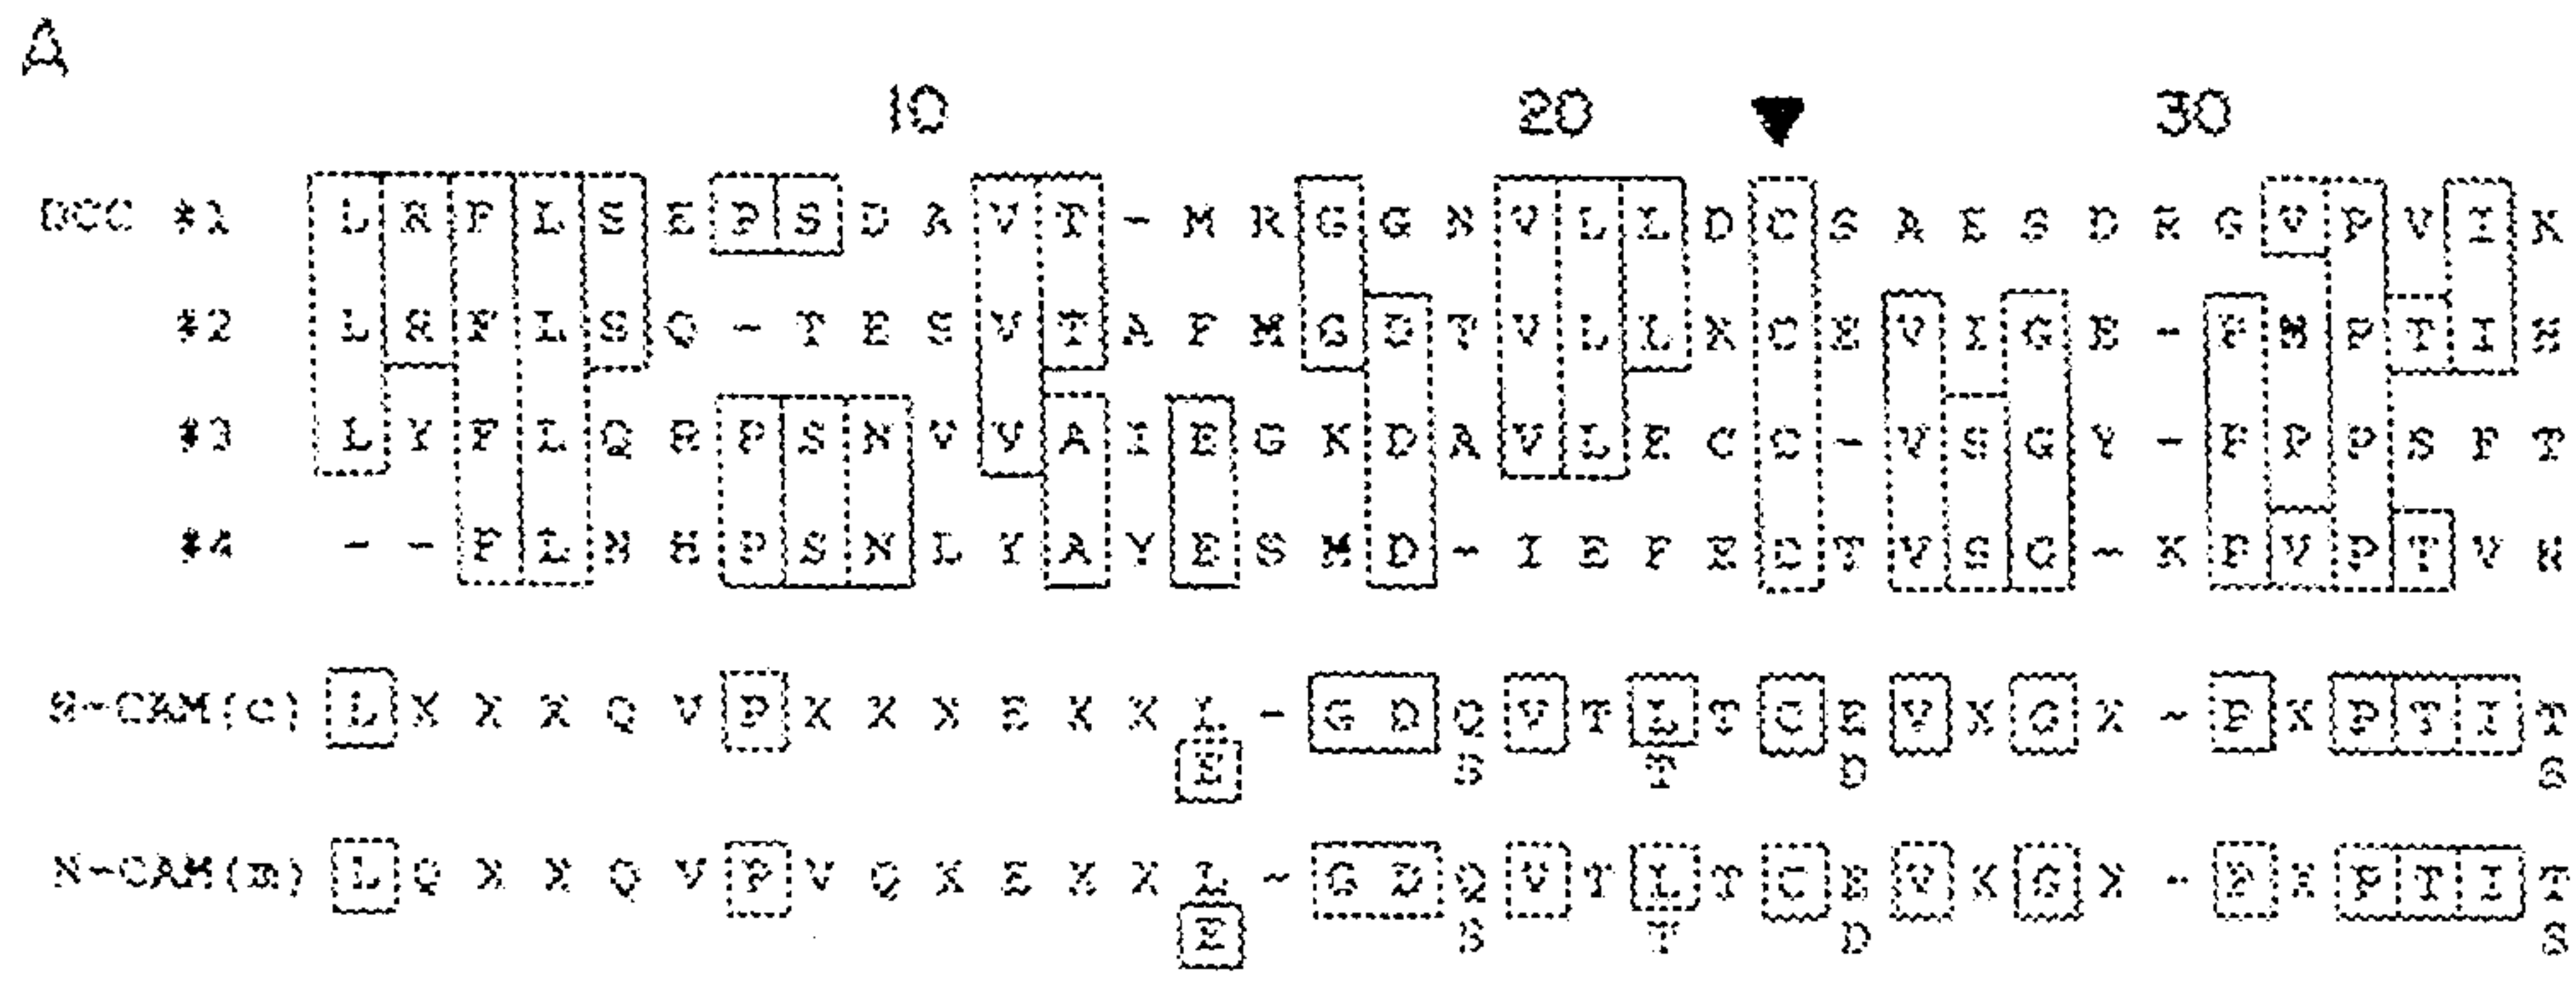 A
10 20 30
DCC #1 L R F L S E P S D A V T - M R G G N V L L D C S A E S D R G V P V I K
#2 L R F L S Q - T E S V T A F M G D T V L L K C E V I G E - P M P T I H
#3 L Y F L Q R P S N V V A I E G K D A V L E C C - V S G Y - P P P S F T
#4 - - F L N H P S N L Y A Y E S M D - I E F E C T V S G - K P V P T V N
N-CAM(c) L X X X Q V P X X X E X X L - G D Q V T L T C E V X G X - P X P T I T
E S T D S
N-CAM(m) L Q X X Q V P V Q X E X X L - G D Q V T L T C E V X G X - P X P T I T
E S T D S